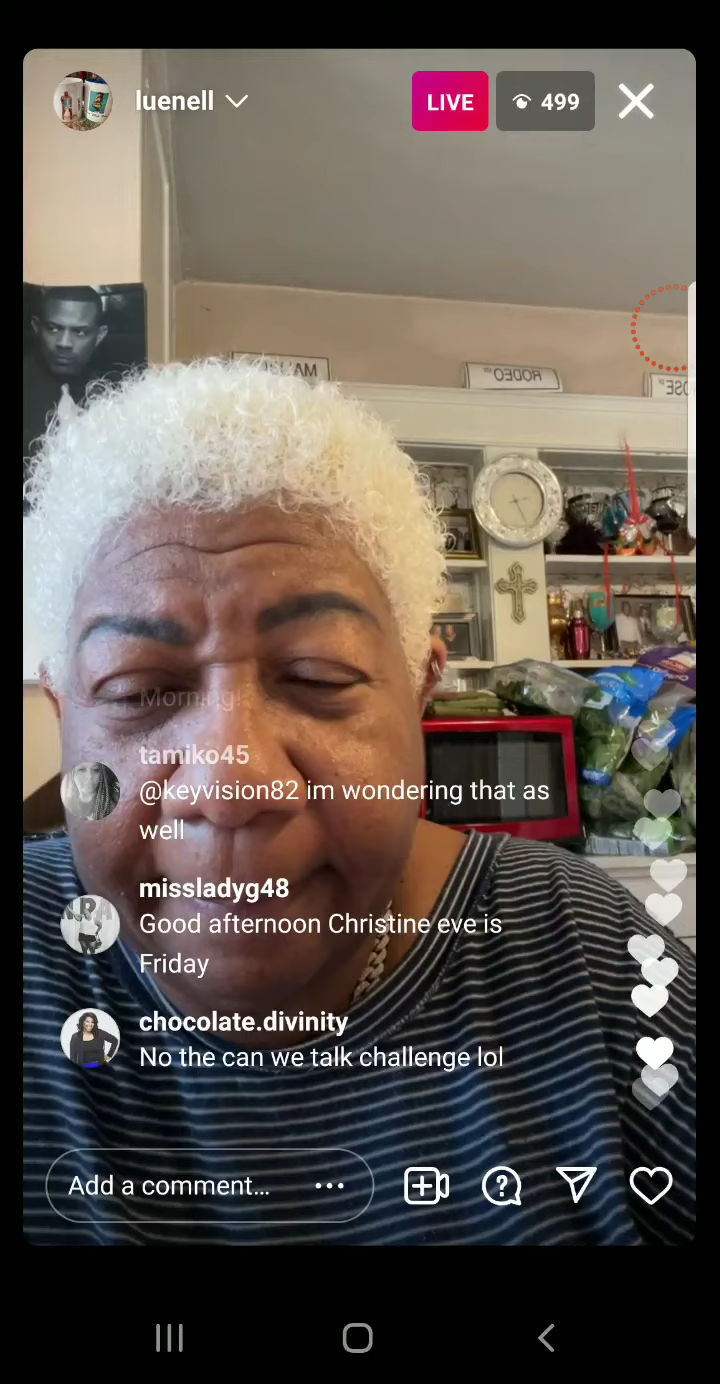 luenell
LIVE
499
RODEO
Morning!
tamiko45
@keyvision82 im wondering that as
well
missladyg48
Good afternoon Christine eve is
Friday
chocolate.divinity
No the can we talk challenge lol
Add a comment...